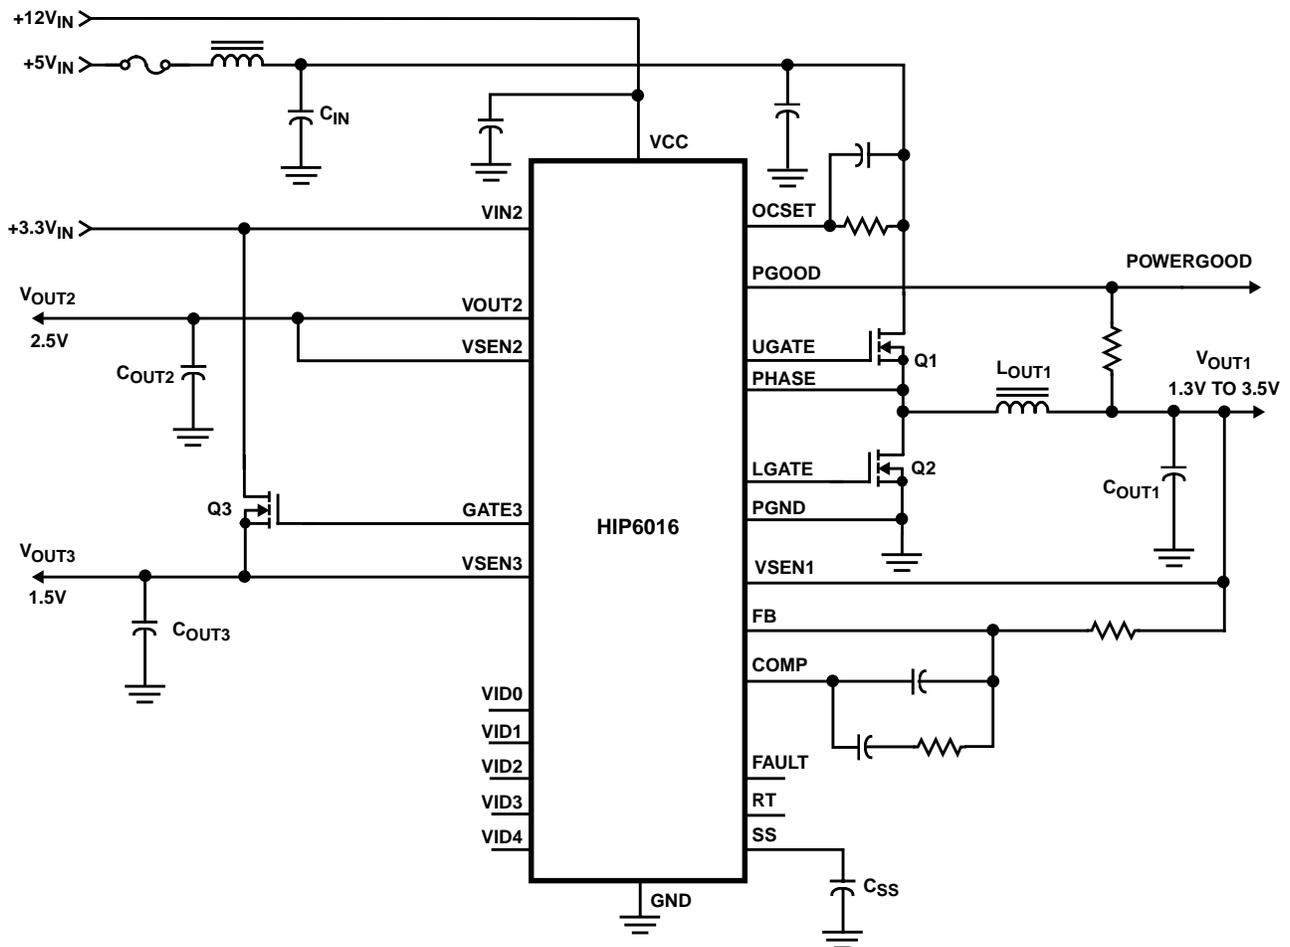 +12VIN
+5VIN
CIN
VCC
+3.3VIN
VIN2
OCSET
PGOOD
POWERGOOD
VOUT2
2.5V
VOUT2
VSEN2
COUT2
UGATE
Q1
PHASE
LOUT1
VOUT1
1.3V TO 3.5V
LGATE
Q2
COUT1
PGND
Q3
GATE3
HIP6016
VOUT3
1.5V
VSEN3
VSEN1
COUT3
FB
COMP
VID0
VID1
VID2
VID3
VID4
FAULT
RT
SS
CSS
GND